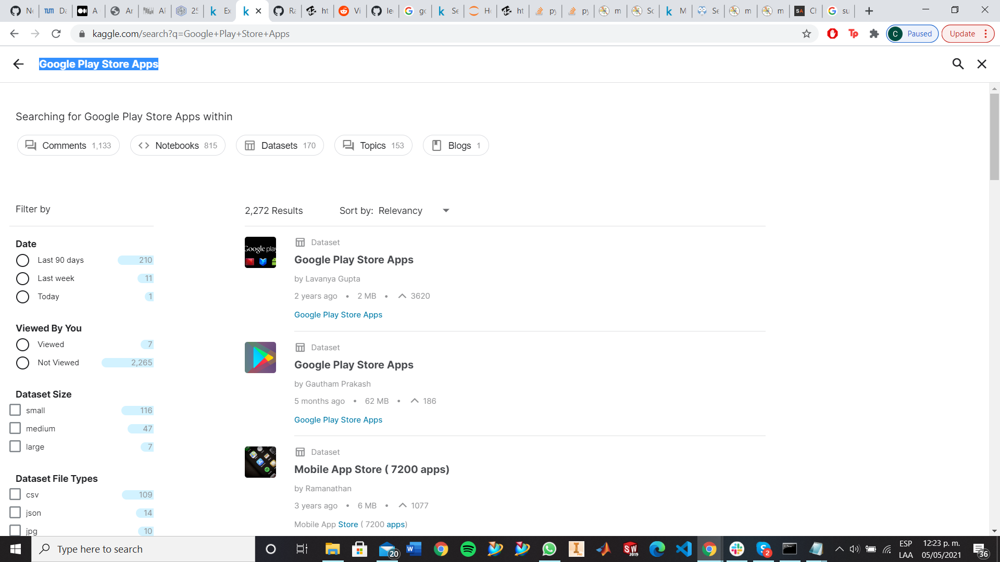 Ne
Da
A
An
AI
25
Ex
Ra
ht
Vi
le
go
Se
Ho
ht
py
py
m
Sc
M
Se
m
m
Ch
su
kaggle.com/search?q=Google+Play+Store+Apps
C Paused
Update
Google Play Store Apps
Searching for Google Play Store Apps within
Comments 1,133
Notebooks 815
Datasets 170
Topics 153
Blogs 1
Filter by
2,272 Results
Sort by: Relevancy
Date
Last 90 days 210
Last week 11
Today 1
Viewed By You
Viewed 7
Not Viewed 2,265
Dataset Size
small 116
medium 47
large 7
Dataset File Types
csv 109
json 14
jpg 10
Dataset
Google Play Store Apps
by Lavanya Gupta
2 years ago • 2 MB • 3620
Google Play Store Apps
Dataset
Google Play Store Apps
by Gautham Prakash
5 months ago • 62 MB • 186
Google Play Store Apps
Dataset
Mobile App Store ( 7200 apps)
by Ramanathan
3 years ago • 6 MB • 1077
Mobile App Store ( 7200 apps)
Type here to search
20
2
ESP
LAA
12:23 p. m.
05/05/2021
36